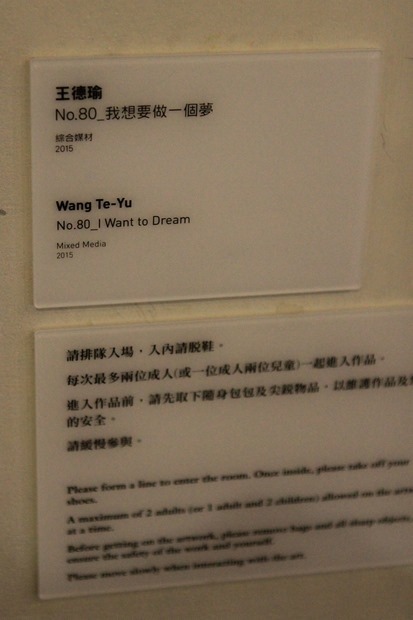 王德瑜
No.80_我想要做一個夢
綜合媒材
2015
Wang Te-Yu
No.80_I Want to Dream
Mixed Media
2015
請排隊入場，入內請脫鞋。
每次最多兩位成人(或一位成人兩位兒童)一起進入作品。
進入作品前，請先取下隨身包包及尖銳物品，以維護作品及
的安全。
請緩慢參與。
Please form a line to enter the room. Once inside, please take off your
shoes.
A maximum of 2 adults (or 1 adult and 2 children) allowed on the
at a time.
Before getting on the artwork, please remove bags and all sharp objects,
ensure the safety of the work and yourself.
Please move slowly when interacting with the art.